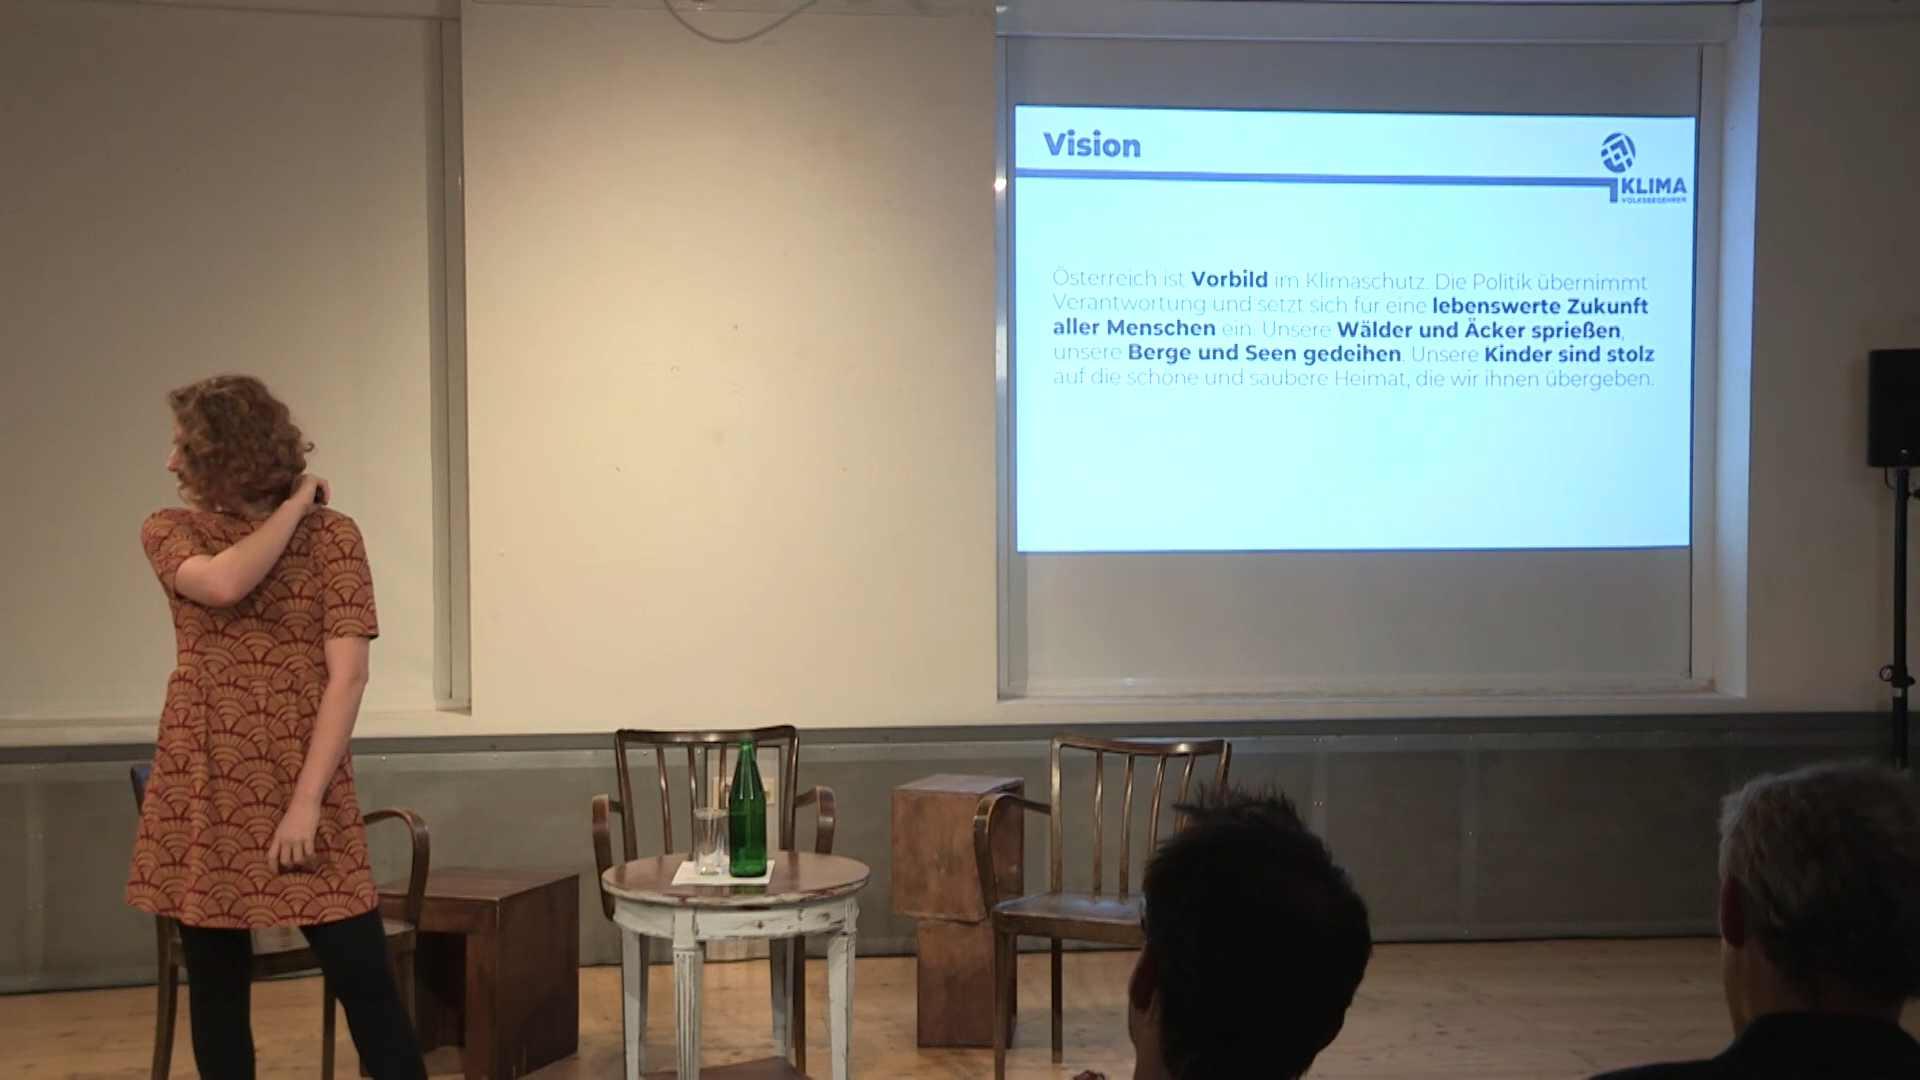 Vision
KLIMA
VOLKSBEGEHREN
Österreich ist Vorbild im Klimaschutz. Die Politik übernimmt
Verantwortung und setzt sich für eine lebenswerte Zukunft
aller Menschen ein. Unsere Wälder und Äcker sprießen,
unsere Berge und Seen gedeihen. Unsere Kinder sind stolz
auf die schöne und saubere Heimat, die wir ihnen übergeben.